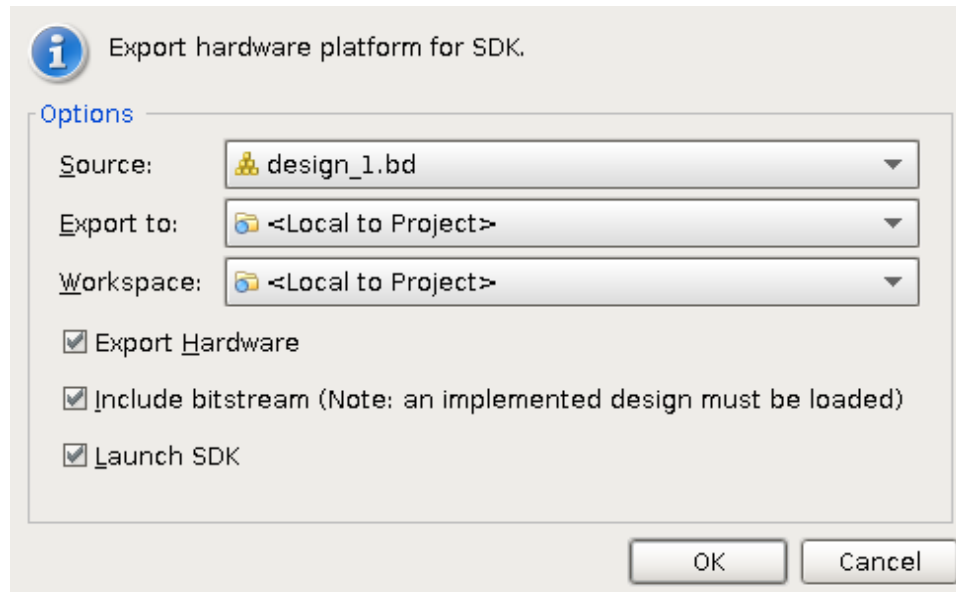 Export hardware platform for SDK.
Options
Source: design_1.bd
Export to: <Local to Project>
Workspace: <Local to Project>
Export Hardware
Include bitstream (Note: an implemented design must be loaded)
Launch SDK
OK Cancel